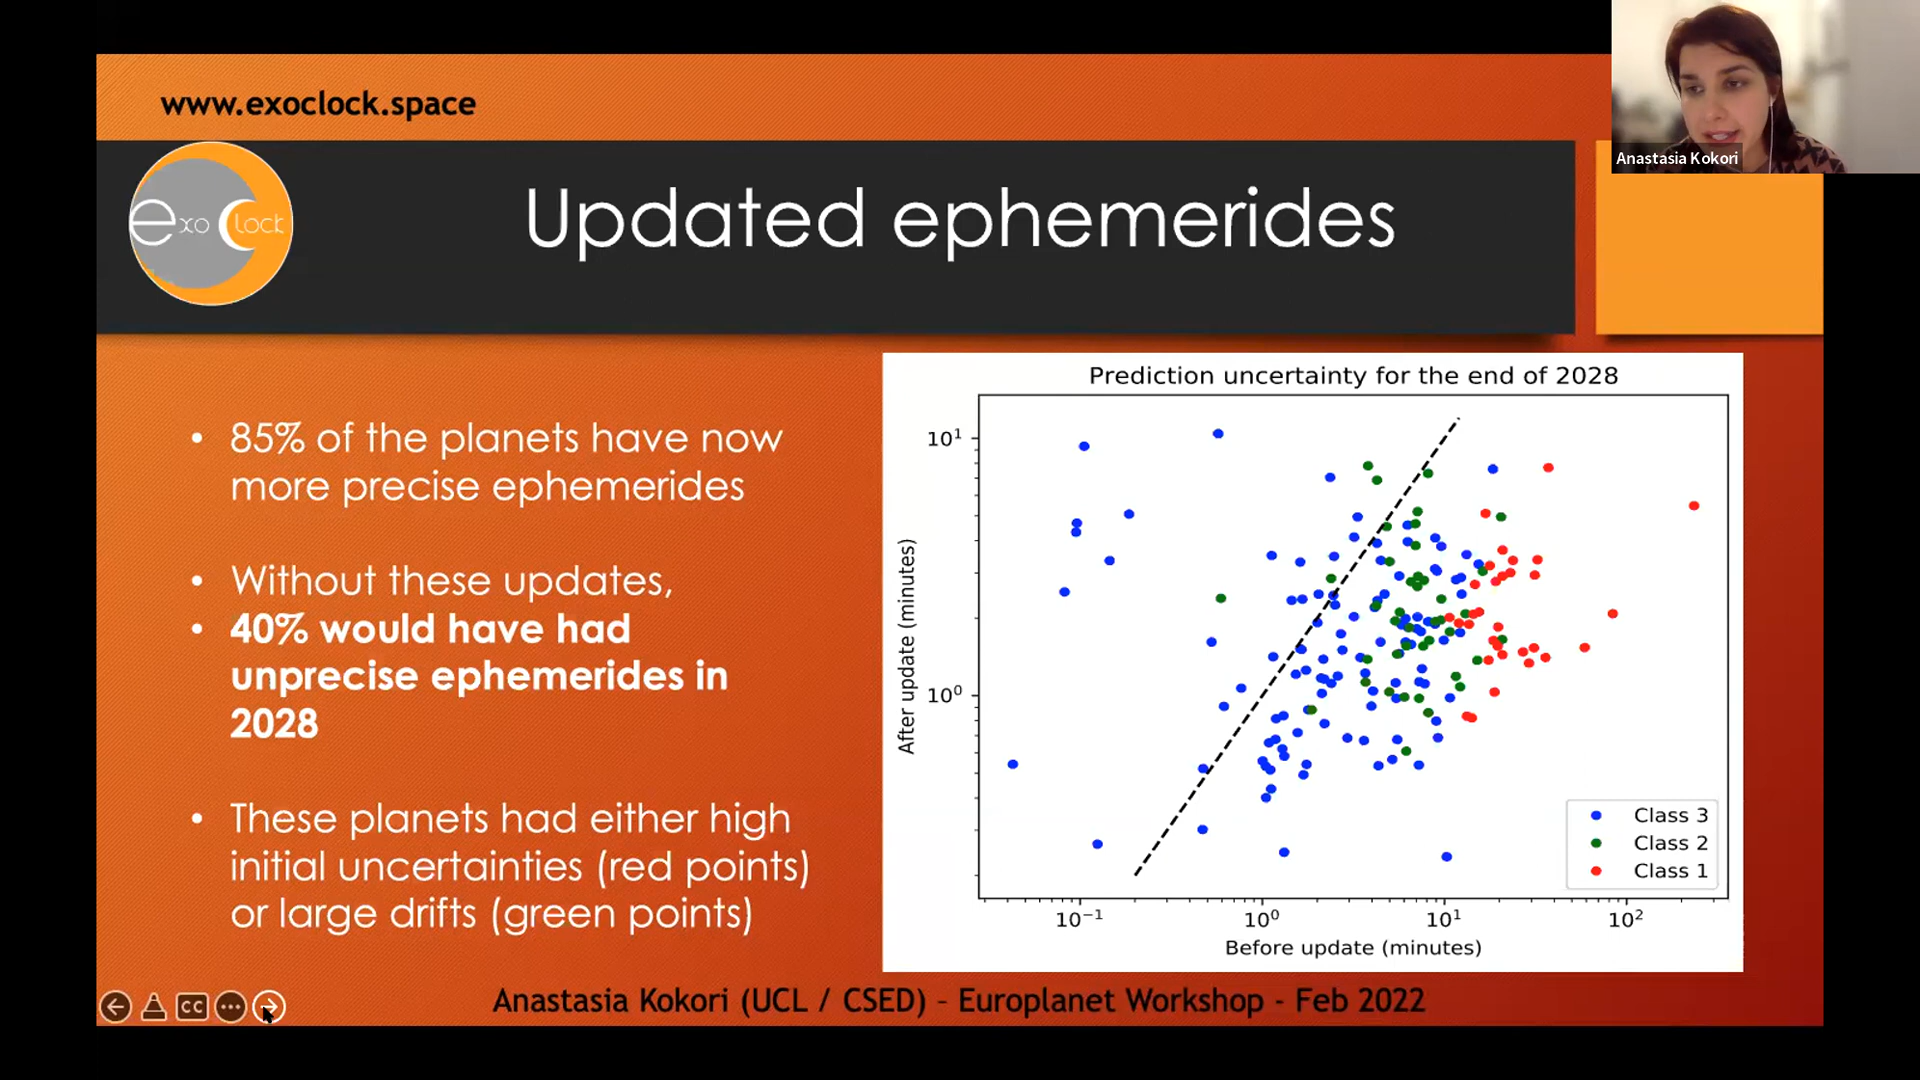 www.exoclock.space
Anastasia Kokori
exo Clock
Updated ephemerides
• 85% of the planets have now
more precise ephemerides
• Without these updates,
• 40% would have had
unprecise ephemerides in
2028
• These planets had either high
initial uncertainties (red points)
or large drifts (green points)
Prediction uncertainty for the end of 2028
After update (minutes)
10¹
10⁰
Class 3
Class 2
Class 1
10⁻¹ 10⁰ 10¹ 10²
Before update (minutes)
CC
Anastasia Kokori (UCL / CSED) - Europlanet Workshop - Feb 2022